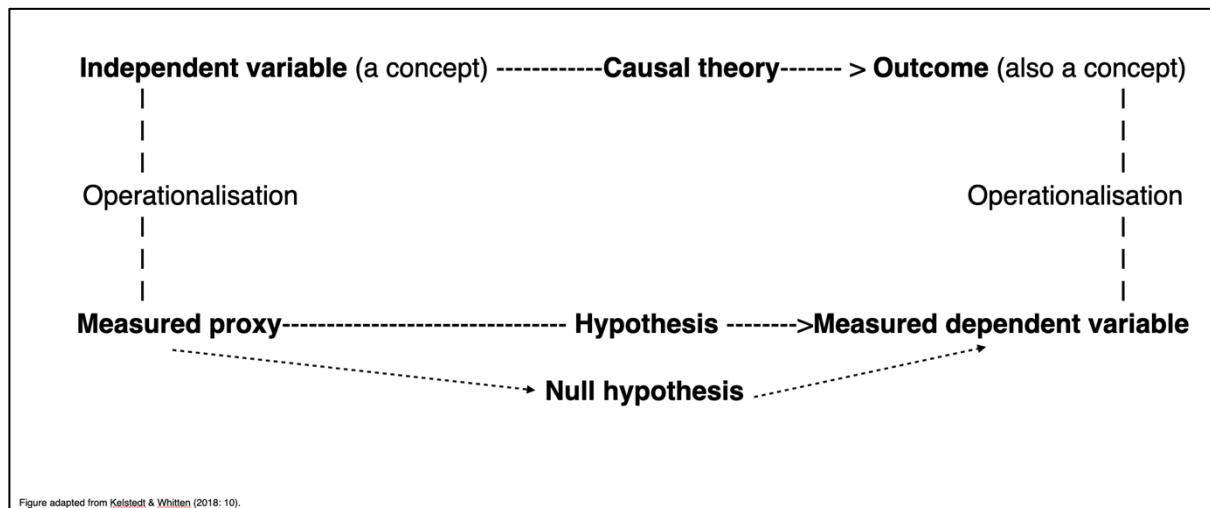 Independent variable (a concept) ------------Causal theory------- > Outcome (also a concept)
Operationalisation Operationalisation
Measured proxy------------------------------ Hypothesis -------->Measured dependent variable
Null hypothesis
Figure adapted from Kelstedt & Whitten (2018: 10).